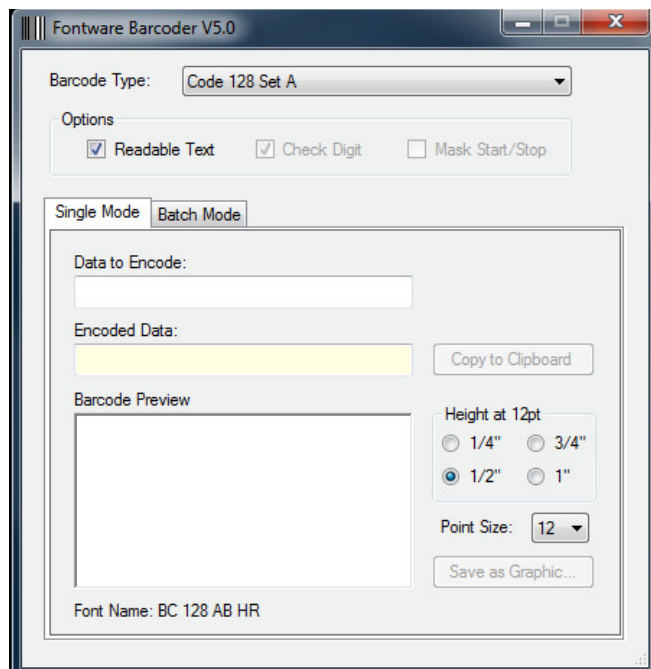 Fontware Barcoder V5.0
Barcode Type: Code 128 Set A
Options
Readable Text Check Digit Mask Start/Stop
Single Mode Batch Mode
Data to Encode:
Encoded Data:
Copy to Clipboard
Barcode Preview
Height at 12pt
1/4" 3/4"
1/2" 1"
Point Size: 12
Save as Graphic...
Font Name: BC 128 AB HR